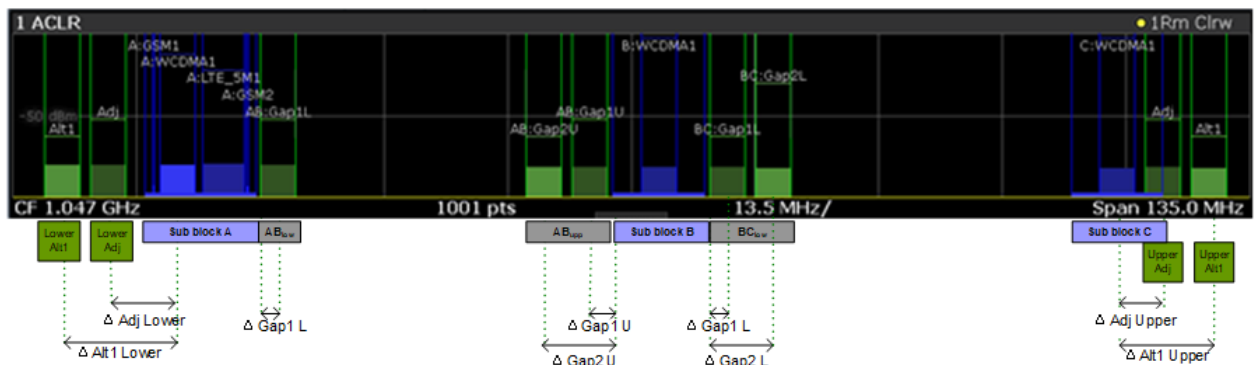 1 ACLR
1Rm Clrw
A:GSM1
B:WCDMA1
C:WCDMA1
A:WCDMA1
A:LTE_5M1
BC:Gap2L
A:GSM2
-50 dBm
Alt1
Adj
AB:Gap1L
AB:Gap2U
AB:Gap1U
BC:Gap1L
Adj
Alt1
CF 1.047 GHz
1001 pts
13.5 MHz/
Span 135.0 MHz
Lower
Alt1
Lower
Adj
Sub block A
ABlow
ABupp
Sub block B
BClow
Sub block C
Upper
Adj
Upper
Alt1
Δ Adj Lower
Δ Gap1 L
Δ Gap1 U
Δ Gap1 L
Δ Adj Upper
Δ Alt1 Lower
Δ Gap2 U
Δ Gap2 L
Δ Alt1 Upper